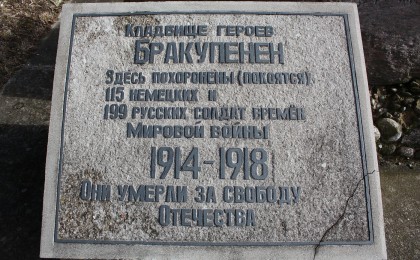 Кладбище героев
Бракупенен
Здесь похоронены (покоятся)
115 немецких и
199 русских солдат времён
Мировой войны
1914-1918
Они умерли за свободу
Отечества